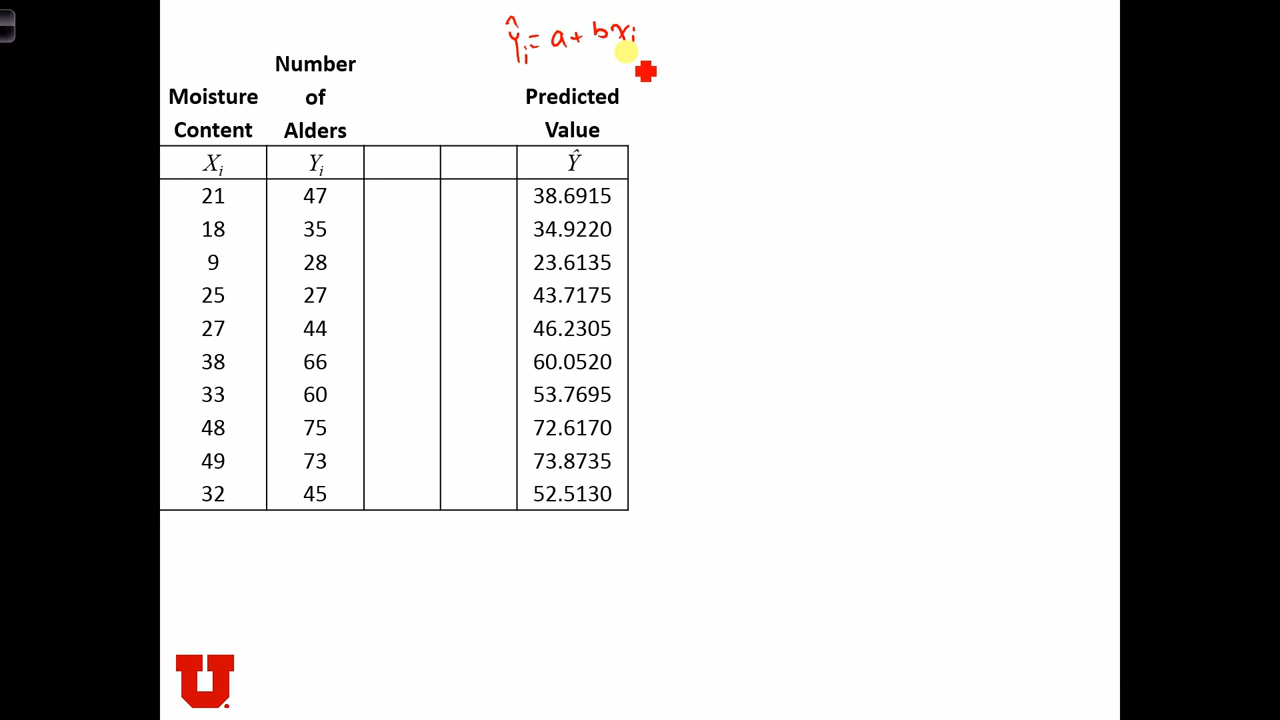 Ŷi = a + bxi
Number
Moisture of Predicted
Content Alders Value
Xi Yi Ŷ
21 47 38.6915
18 35 34.9220
9 28 23.6135
25 27 43.7175
27 44 46.2305
38 66 60.0520
33 60 53.7695
48 75 72.6170
49 73 73.8735
32 45 52.5130
U